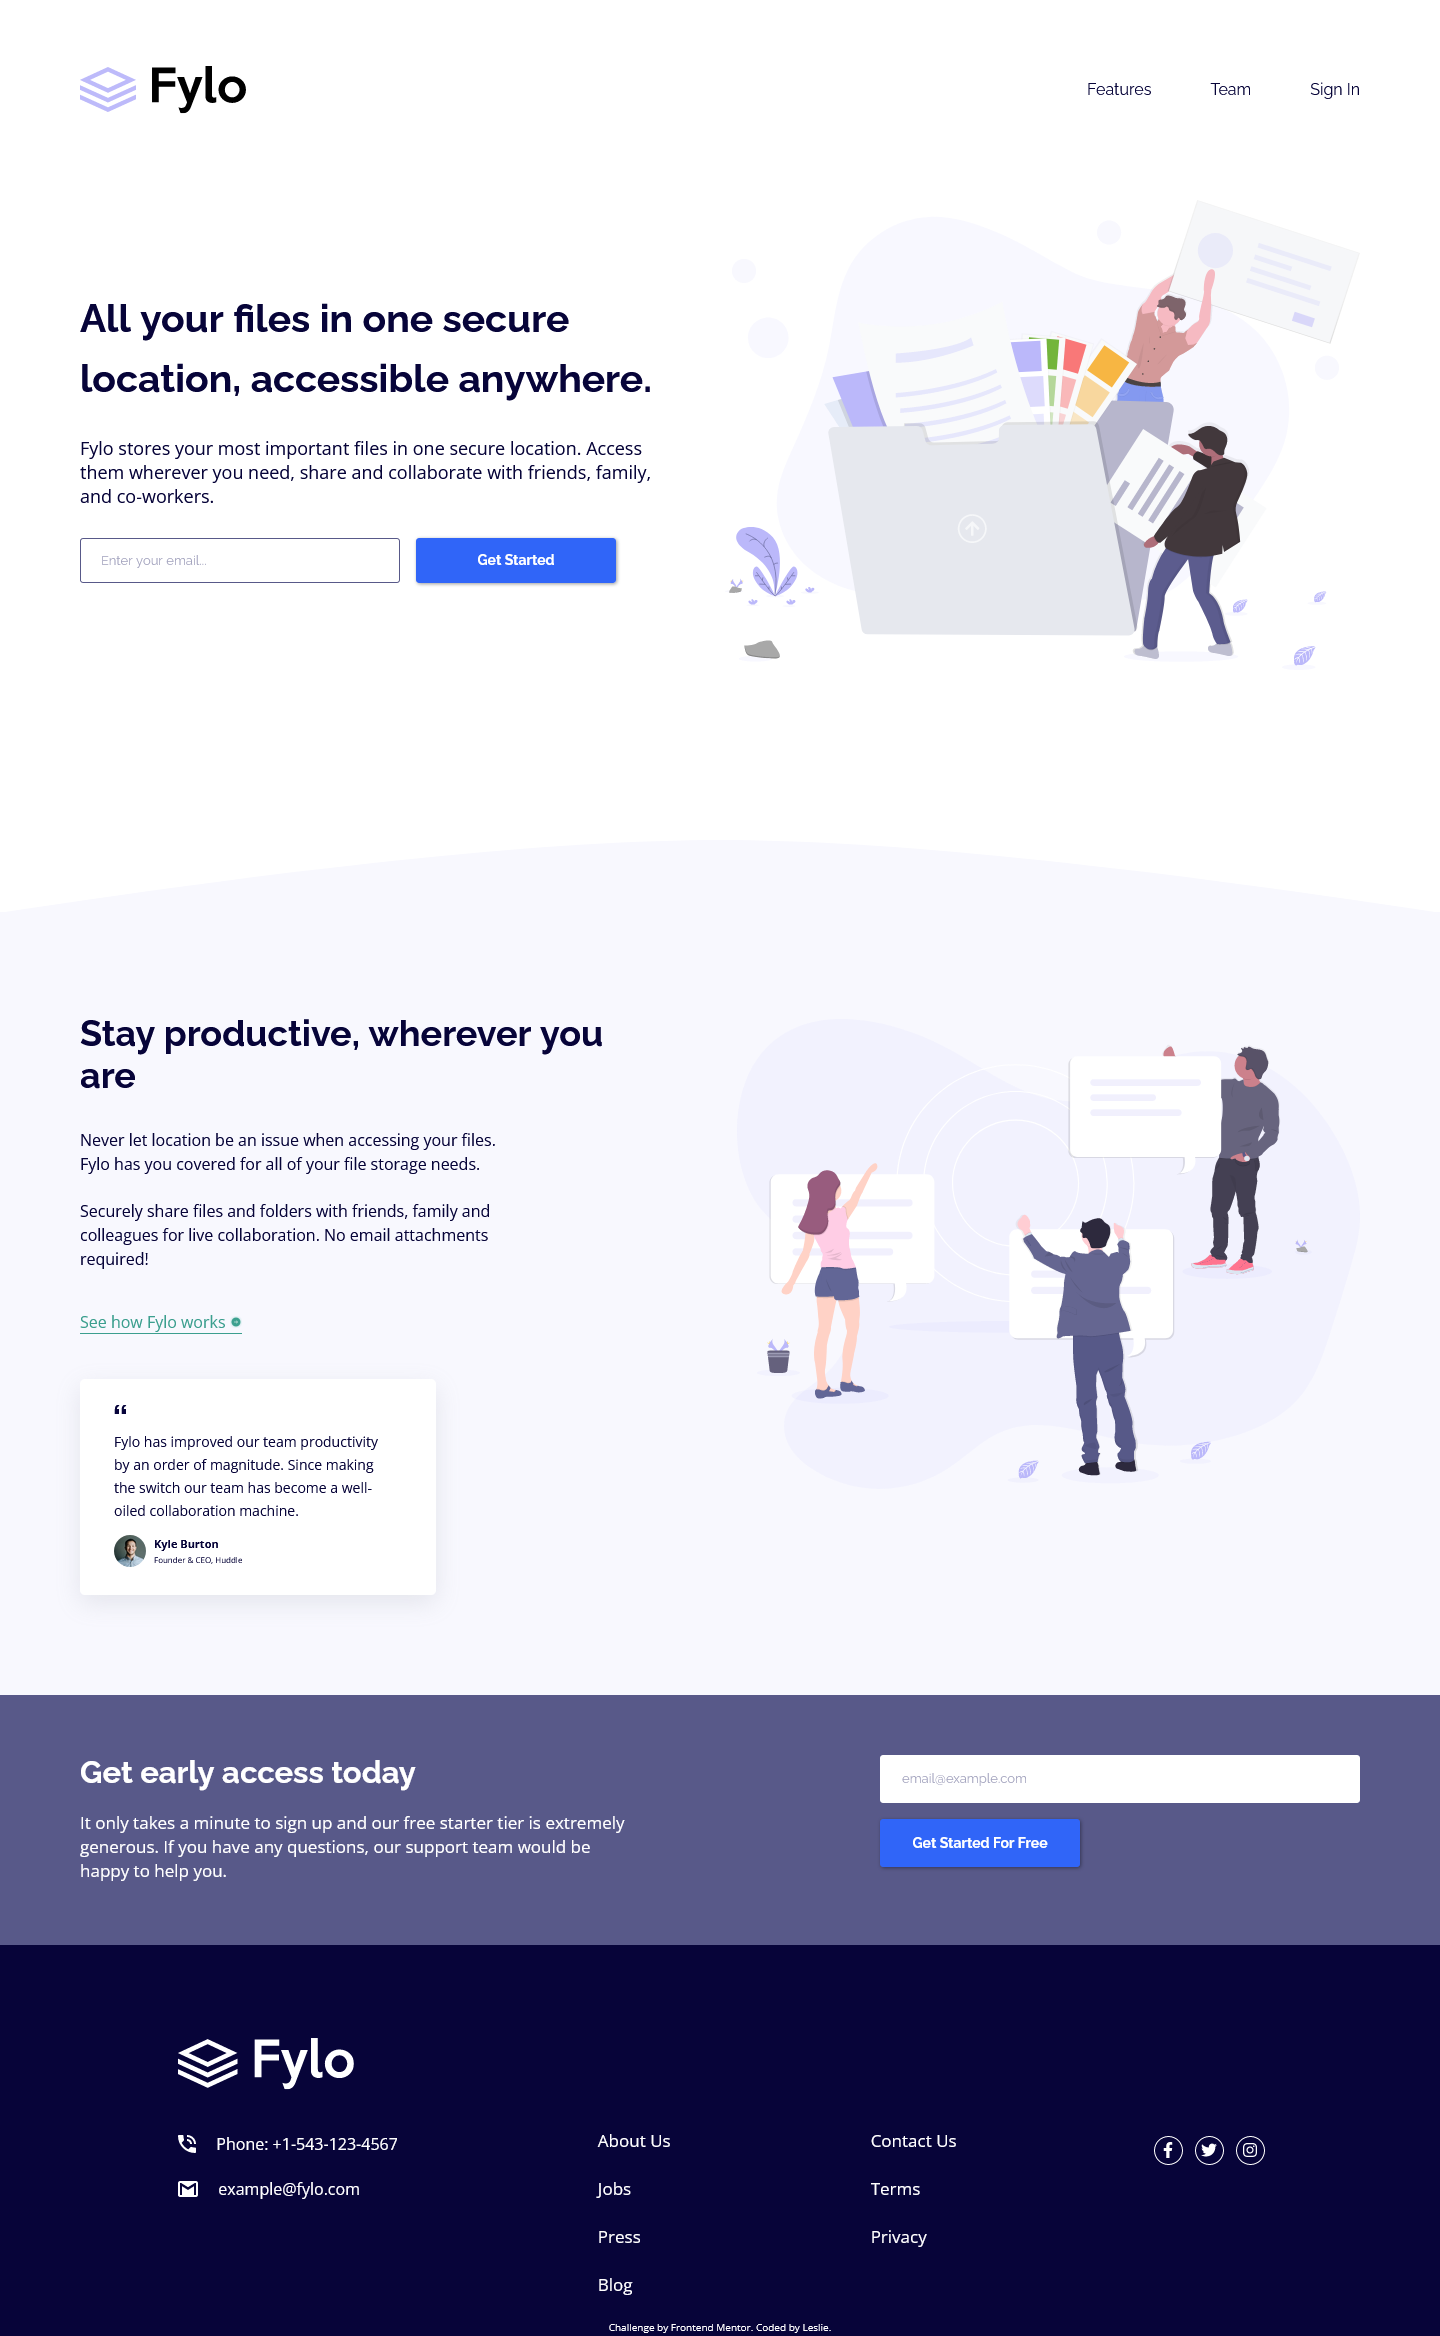 Fylo
Features
Team
Sign In
All your files in one secure
location, accessible anywhere.
Fylo stores your most important files in one secure location. Access
them wherever you need, share and collaborate with friends, family,
and co-workers.
Enter your email...
Get Started
Stay productive, wherever you
are
Never let location be an issue when accessing your files.
Fylo has you covered for all of your file storage needs.
Securely share files and folders with friends, family and
colleagues for live collaboration. No email attachments
required!
See how Fylo works
“
Fylo has improved our team productivity
by an order of magnitude. Since making
the switch our team has become a well-
oiled collaboration machine.
Kyle Burton
Founder & CEO, Huddle
Get early access today
It only takes a minute to sign up and our free starter tier is extremely
generous. If you have any questions, our support team would be
happy to help you.
email@example.com
Get Started For Free
Fylo
Phone: +1-543-123-4567
example@fylo.com
About Us
Jobs
Press
Blog
Contact Us
Terms
Privacy
Challenge by Frontend Mentor. Coded by Leslie.